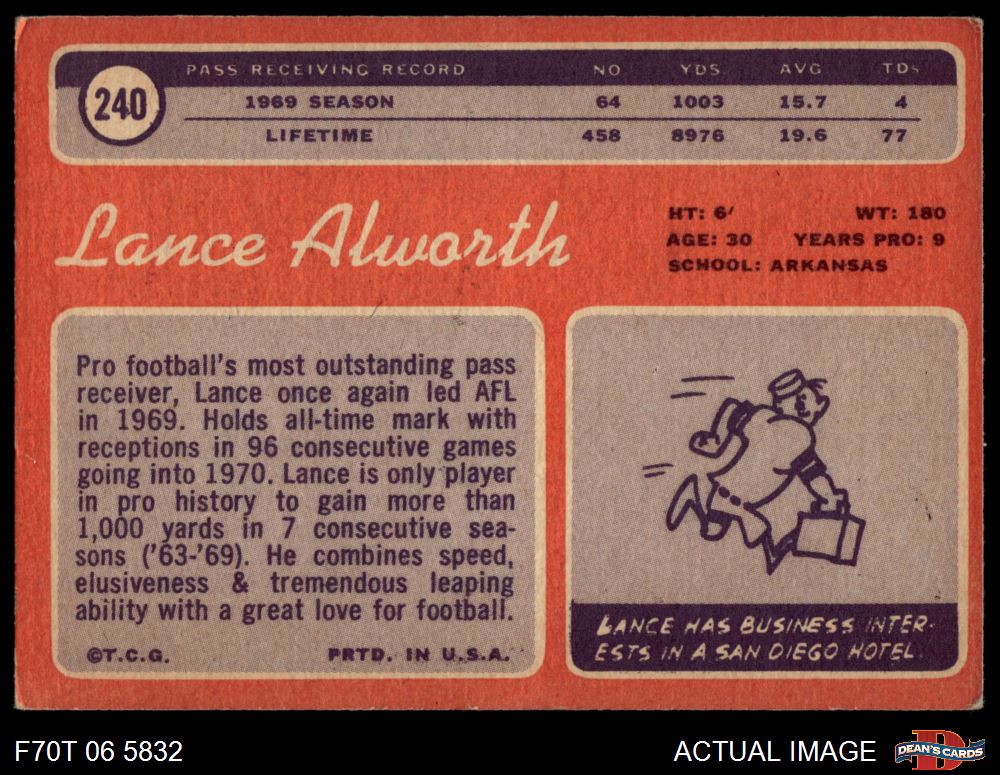 PASS RECEIVING RECORD NO YDS AVG TDs
240
1969 SEASON 64 1003 15.7 4
LIFETIME 458 8976 19.6 77
Lance Alworth
HT: 6' WT: 180
AGE: 30 YEARS PRO: 9
SCHOOL: ARKANSAS
Pro football's most outstanding pass
receiver, Lance once again led AFL
in 1969. Holds all-time mark with
receptions in 96 consecutive games
going into 1970. Lance is only player
in pro history to gain more than
1,000 yards in 7 consecutive sea-
sons ('63-'69). He combines speed,
elusiveness & tremendous leaping
ability with a great love for football.
©T.C.G. PRTD. IN U.S.A.
LANCE HAS BUSINESS INTER-
ESTS IN A SAN DIEGO HOTEL.
F70T 06 5832 ACTUAL IMAGE DEAN'S CARDS